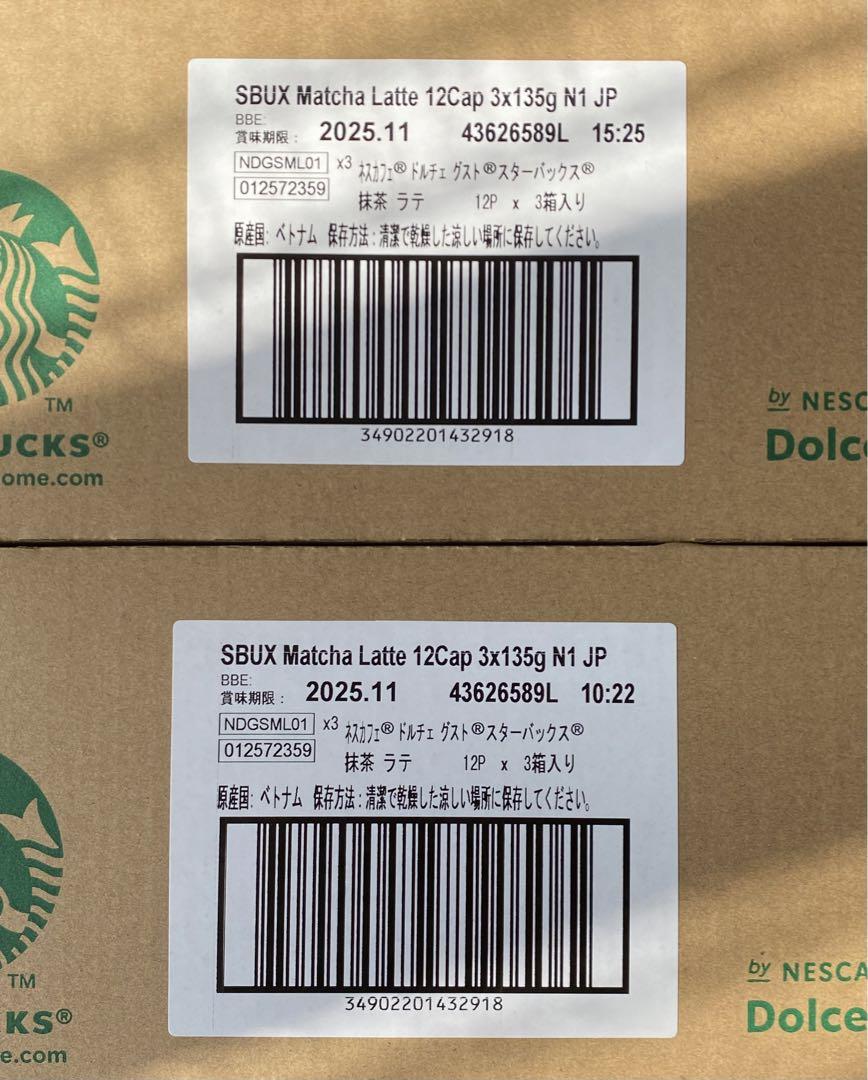 SBUX Matcha Latte 12Cap 3x135g N1 JP
BBE:
賞味期限: 2025.11 43626589L 15:25
NDGSML01 x3 ネスカフェ® ドルチェ グスト®スターバックス®
012572359 抹茶 ラテ 12P x 3箱入り
原産国: ベトナム 保存方法:清潔で乾燥した涼しい場所に保存してください。
34902201432918
TM
UCKS®
ome.com
by NESC
Dolce
SBUX Matcha Latte 12Cap 3x135g N1 JP
BBE:
賞味期限: 2025.11 43626589L 10:22
NDGSML01 x3 ネスカフェ® ドルチェ グスト®スターバックス®
012572359 抹茶 ラテ 12P x 3箱入り
原産国: ベトナム 保存方法:清潔で乾燥した涼しい場所に保存してください。
34902201432918
TM
KS®
e.com
by NESCA
Dolce